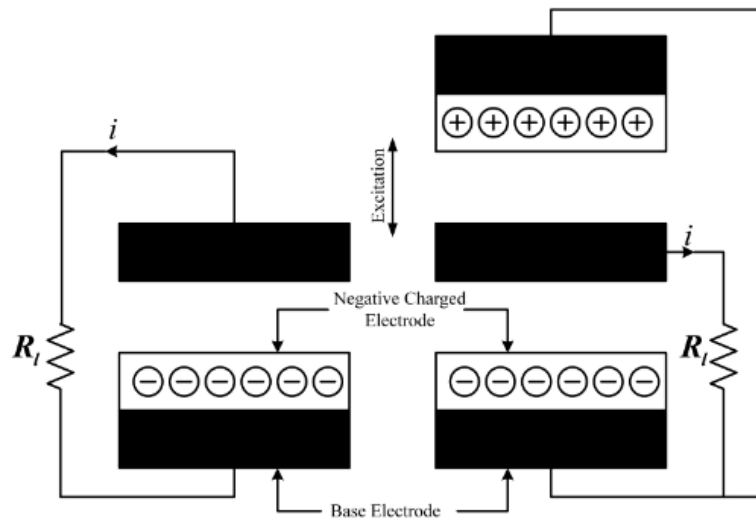 i
Excitation
i
Negative Charged
Electrode
R_l
R_l
Base Electrode